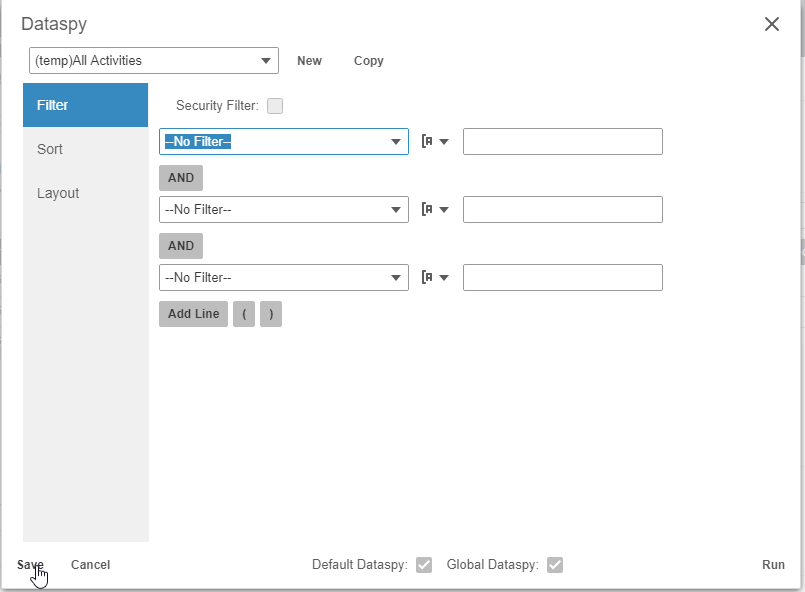 Dataspy
(temp)All Activities New Copy
Filter Security Filter:
--No Filter--
Sort
AND
Layout
--No Filter--
AND
--No Filter--
Add Line ( )
Save Cancel Default Dataspy: Global Dataspy: Run